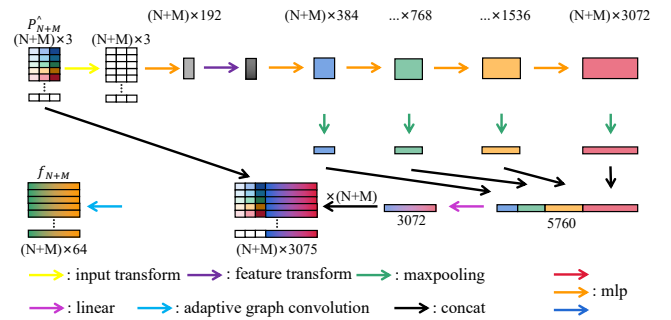 P^_{N+M}
(N+M)×3
(N+M)×3
(N+M)×192
(N+M)×384
...×768
...×1536
(N+M)×3072
f_{N+M}
×(N+M)
3072
5760
(N+M)×64
(N+M)×3075
: input transform
: feature transform
: maxpooling
: mlp
: linear
: adaptive graph convolution
: concat